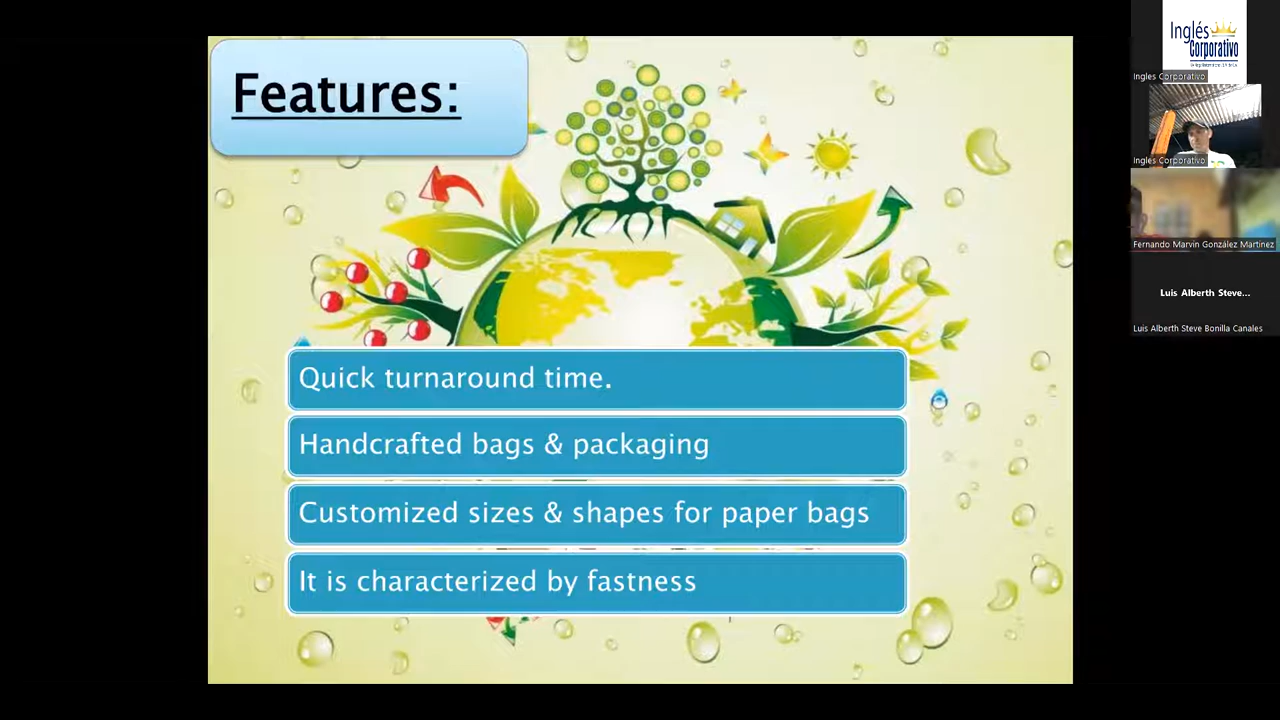 Features:
Quick turnaround time.
Handcrafted bags & packaging
Customized sizes & shapes for paper bags
It is characterized by fastness
Inglés
Corporativo
Ingles Corporativo
Ingles Corporativo
Fernando Marvin González Martinez
Luis Alberth Steve...
Luis Alberth Steve Bonilla Canales